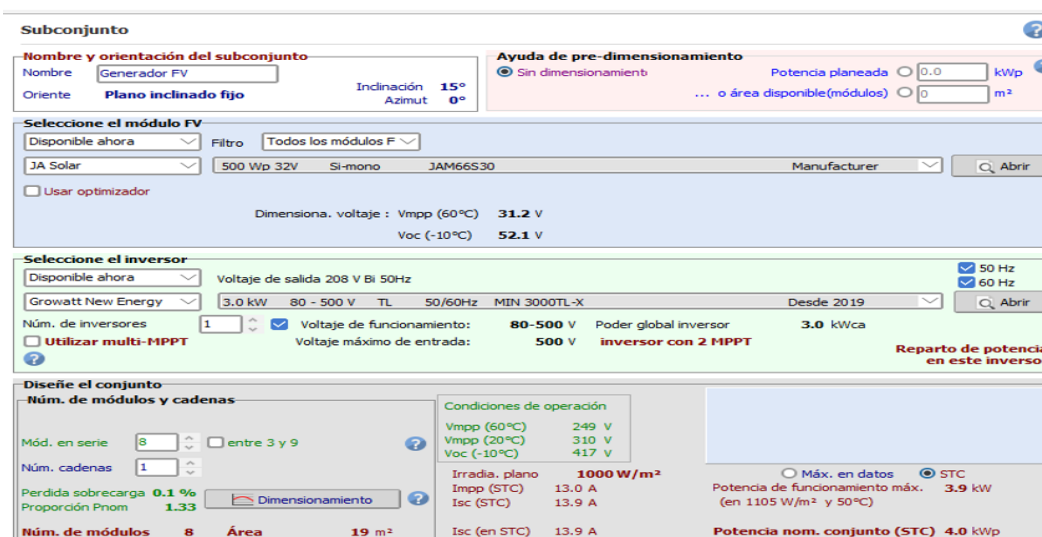 Subconjunto
Nombre y orientación del subconjunto
Nombre Generador FV
Oriente Plano inclinado fijo
Inclinación 15°
Azimut 0°
Ayuda de pre-dimensionamiento
Sin dimensionamiento
Potencia planeada 0.0 kWp
... o área disponible(módulos) 0 m²
Seleccione el módulo FV
Disponible ahora Filtro Todos los módulos F
JA Solar 500 Wp 32V Si-mono JAM66S30 Manufacturer Abrir
Usar optimizador
Dimensiona. voltaje : Vmpp (60°C) 31.2 V
Voc (-10°C) 52.1 V
Seleccione el inversor
Disponible ahora Voltaje de salida 208 V Bi 50Hz
50 Hz
60 Hz
Growatt New Energy 3.0 kW 80 - 500 V TL 50/60Hz MIN 3000TL-X Desde 2019 Abrir
Núm. de inversores 1 Voltaje de funcionamiento: 80-500 V Poder global inversor 3.0 kWca
Utilizar multi-MPPT Voltaje máximo de entrada: 500 V inversor con 2 MPPT
Reparto de potencia
en este inverso
Diseñe el conjunto
Núm. de módulos y cadenas
Mód. en serie 8 entre 3 y 9
Núm. cadenas 1
Perdida sobrecarga 0.1 %
Proporción Pnom 1.33
Dimensionamiento
Núm. de módulos 8 Área 19 m²
Condiciones de operación
Vmpp (60°C) 249 V
Vmpp (20°C) 310 V
Voc (-10°C) 417 V
Irradia. plano 1000 W/m²
Impp (STC) 13.0 A
Isc (STC) 13.9 A
Isc (en STC) 13.9 A
Máx. en datos STC
Potencia de funcionamiento máx. 3.9 kW
(en 1105 W/m² y 50°C)
Potencia nom. conjunto (STC) 4.0 kWp